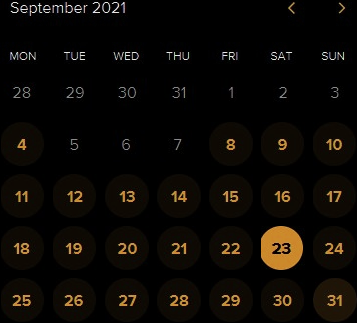 September 2021
MON TUE WED THU FRI SAT SUN
28 29 30 31 1 2 3
4 5 6 7 8 9 10
11 12 13 14 15 16 17
18 19 20 21 22 23 24
25 26 27 28 29 30 31